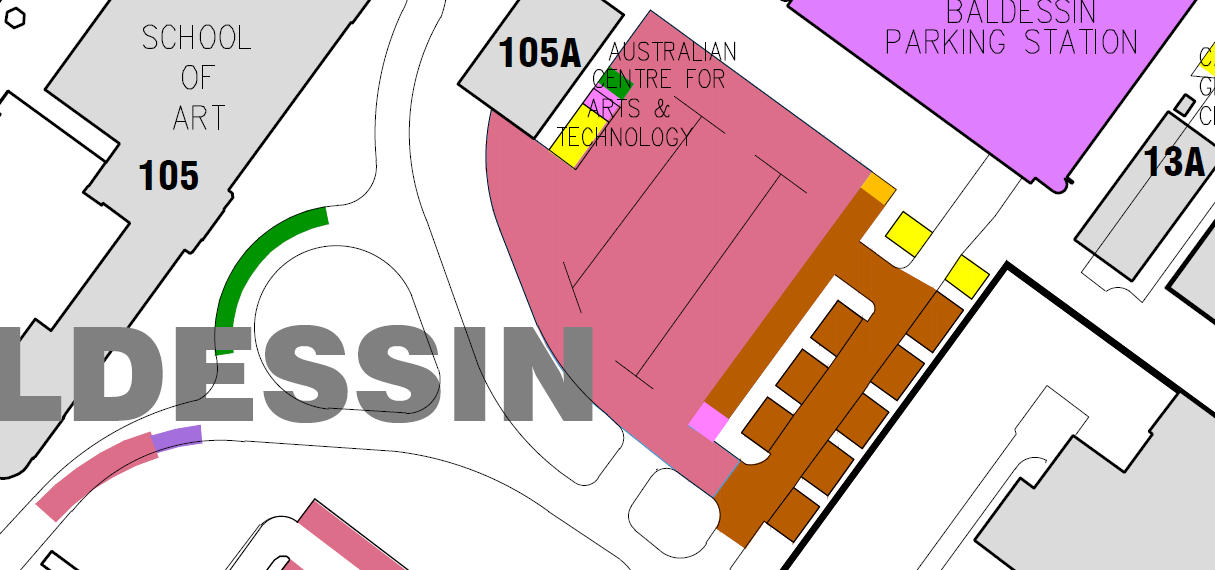 SCHOOL
OF
ART
105
105A
AUSTRALIAN
CENTRE FOR
ARTS &
TECHNOLOGY
BALDESSIN
PARKING STATION
13A
LDESSIN